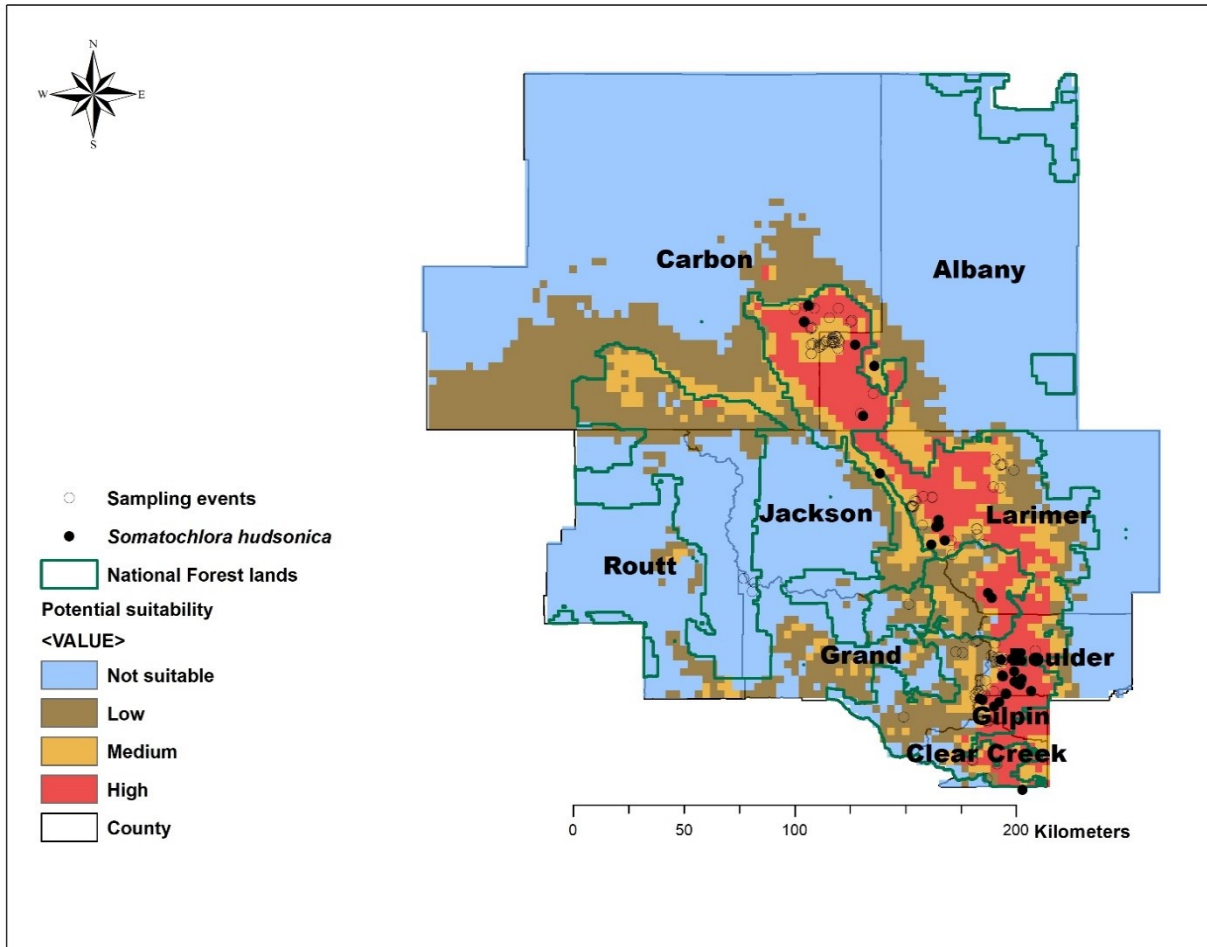 N
W E
S
Carbon
Albany
Jackson
Larimer
Routt
Grand
Boulder
Gilpin
Clear Creek
Sampling events
Somatochlora hudsonica
National Forest lands
Potential suitability
<VALUE>
Not suitable
Low
Medium
High
County
0 50 100 200 Kilometers